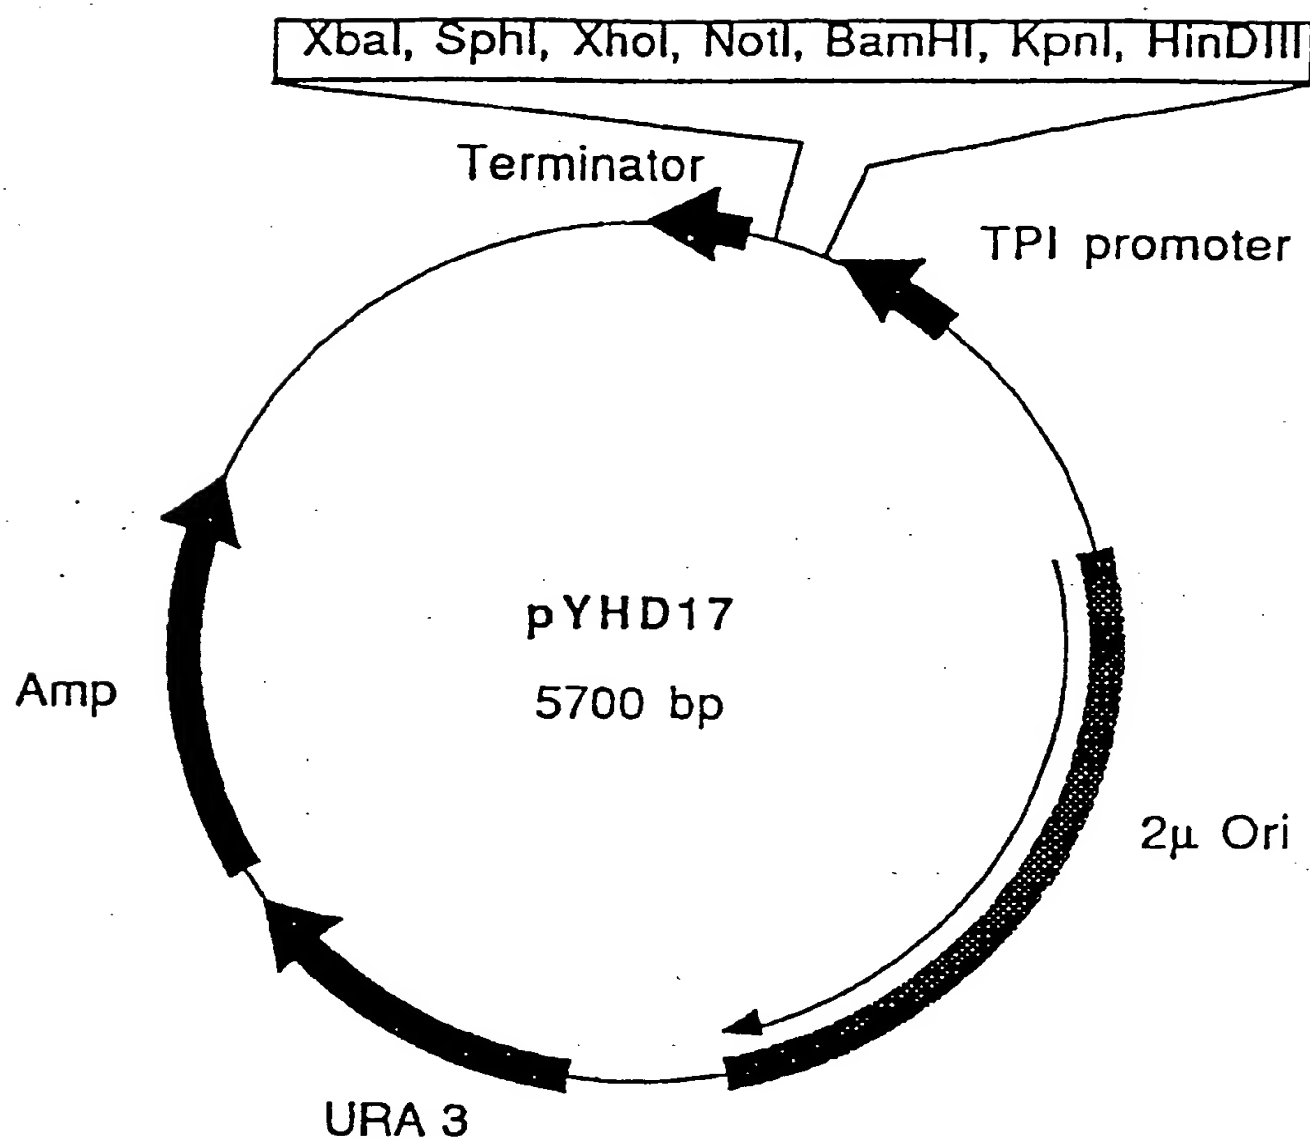 XbaI, SphI, XhoI, NotI, BamHI, KpnI, HinDIII
Terminator
TPI promoter
pYHD17
5700 bp
Amp
2µ Ori
URA 3